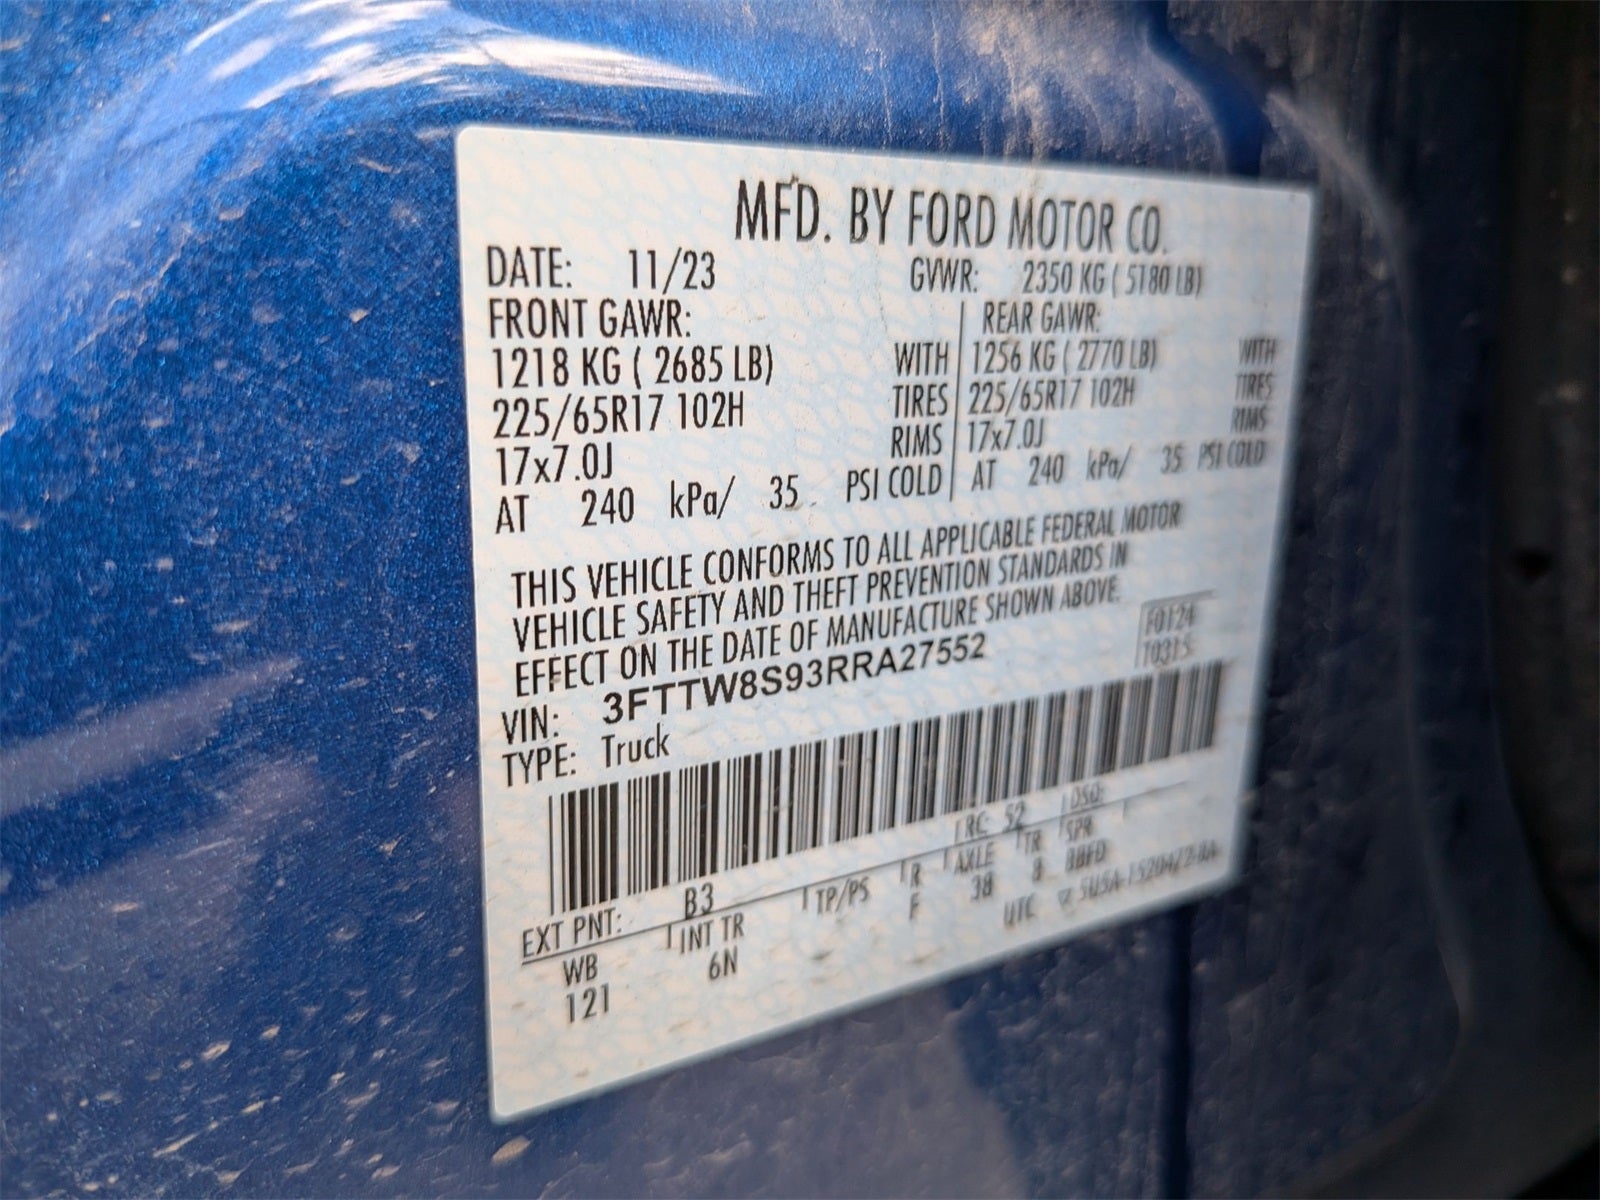 MFD. BY FORD MOTOR CO.
DATE: 11/23 GVWR: 2350 KG ( 5180 LB)
FRONT GAWR: REAR GAWR:
1218 KG ( 2685 LB) WITH 1256 KG ( 2770 LB) WITH
225/65R17 102H TIRES 225/65R17 102H TIRES
17x7.0J RIMS 17x7.0J RIMS
AT 240 kPa/ 35 PSI COLD AT 240 kPa/ 35 PSI COLD
THIS VEHICLE CONFORMS TO ALL APPLICABLE FEDERAL MOTOR
VEHICLE SAFETY AND THEFT PREVENTION STANDARDS IN
EFFECT ON THE DATE OF MANUFACTURE SHOWN ABOVE.
F0124
T0315
VIN: 3FTTW8S93RRA27552
TYPE: Truck
EXT PNT: B3 RC: 52 DSO:
WB INT TR TP/PS R AXLE TR SPR
121 6N F 38 8 BBFD
UTC